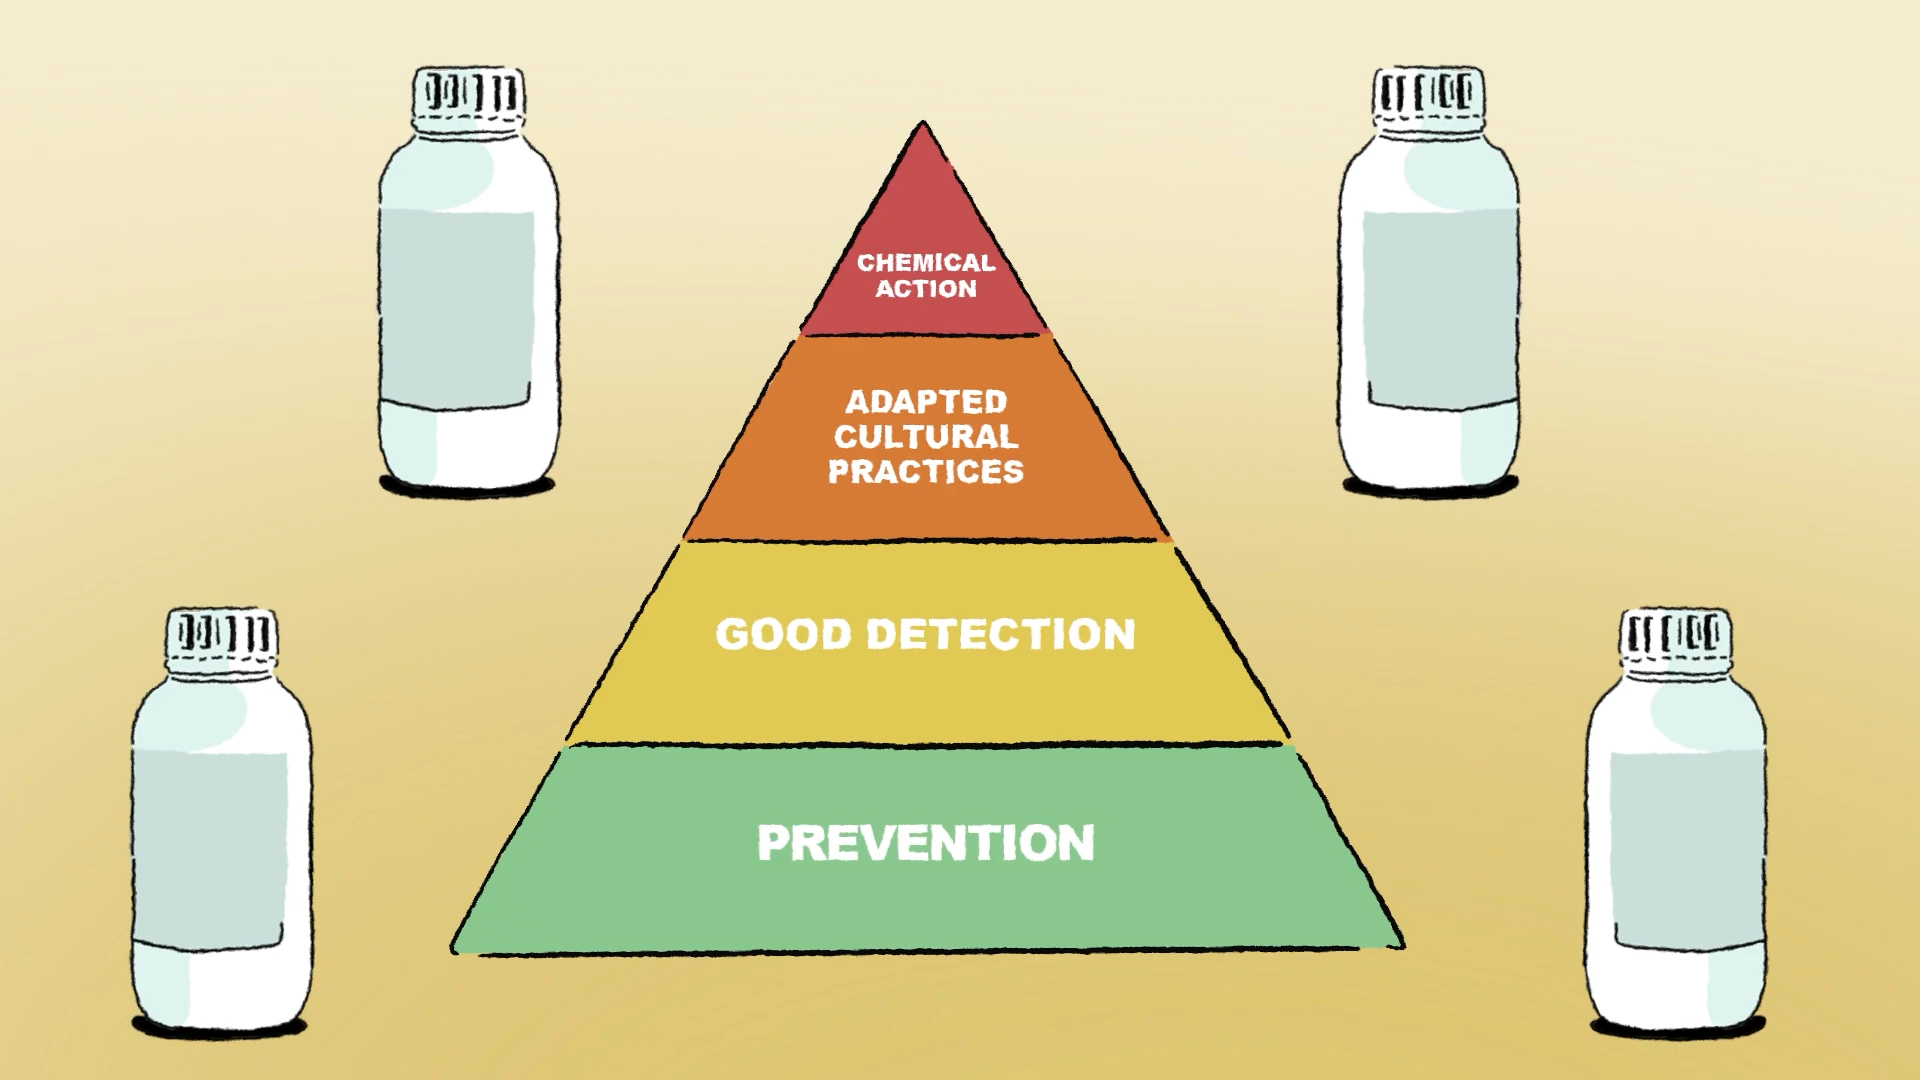 CHEMICAL
ACTION
ADAPTED
CULTURAL
PRACTICES
GOOD DETECTION
PREVENTION